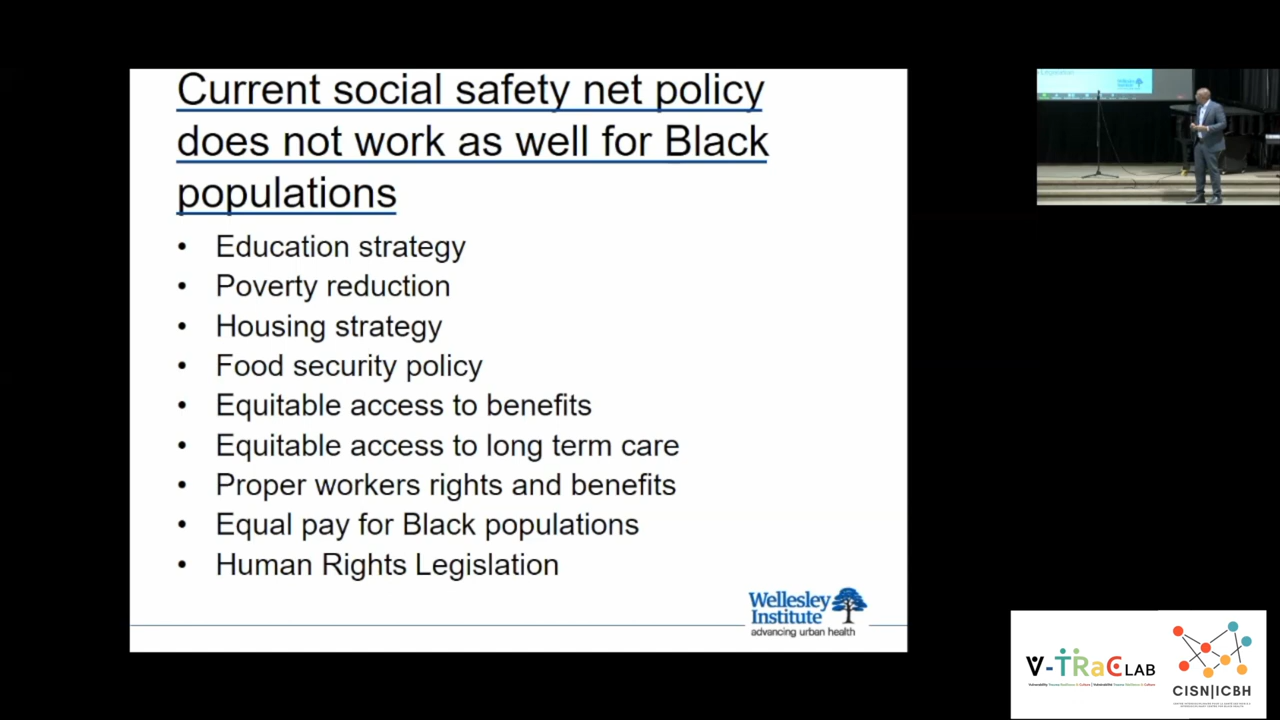 Current social safety net policy
does not work as well for Black
populations
• Education strategy
• Poverty reduction
• Housing strategy
• Food security policy
• Equitable access to benefits
• Equitable access to long term care
• Proper workers rights and benefits
• Equal pay for Black populations
• Human Rights Legislation
Wellesley
Institute
advancing urban health
Wellesley
Institute
V-TRaC LAB
CISN|ICBH